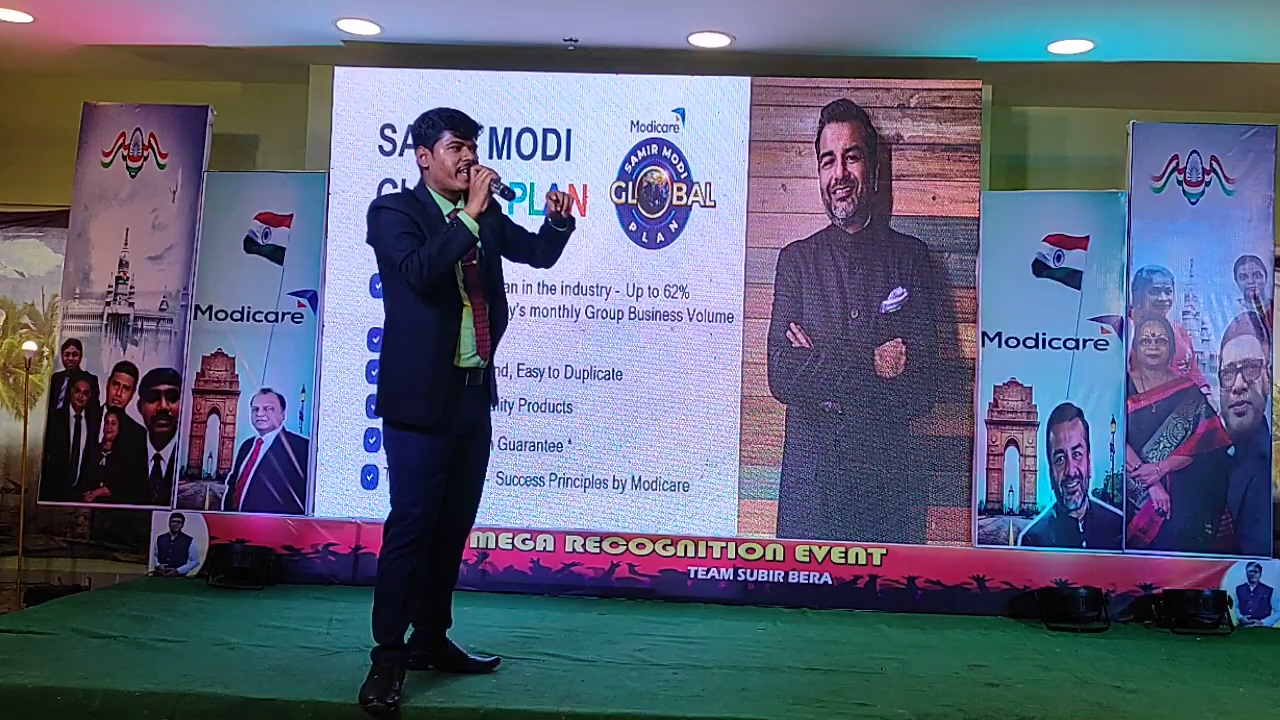 SA MODI
PLAN
Modicare
SAMIR MODI
GLOBAL
PLAN
an in the industry - Up to 62%
y's monthly Group Business Volume
nd, Easy to Duplicate
ity Products
Guarantee *
- Success Principles by Modicare
Modicare
Modicare
MEGA RECOGNITION EVENT
TEAM SUBIR BERA